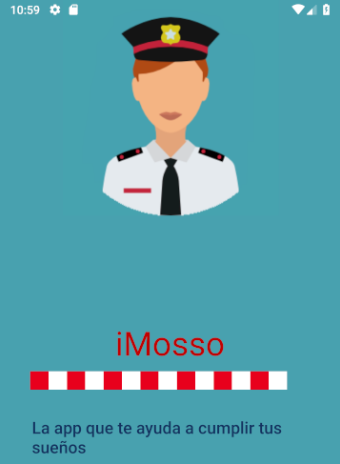 10:59
iMosso
La app que te ayuda a cumplir tus
sueños